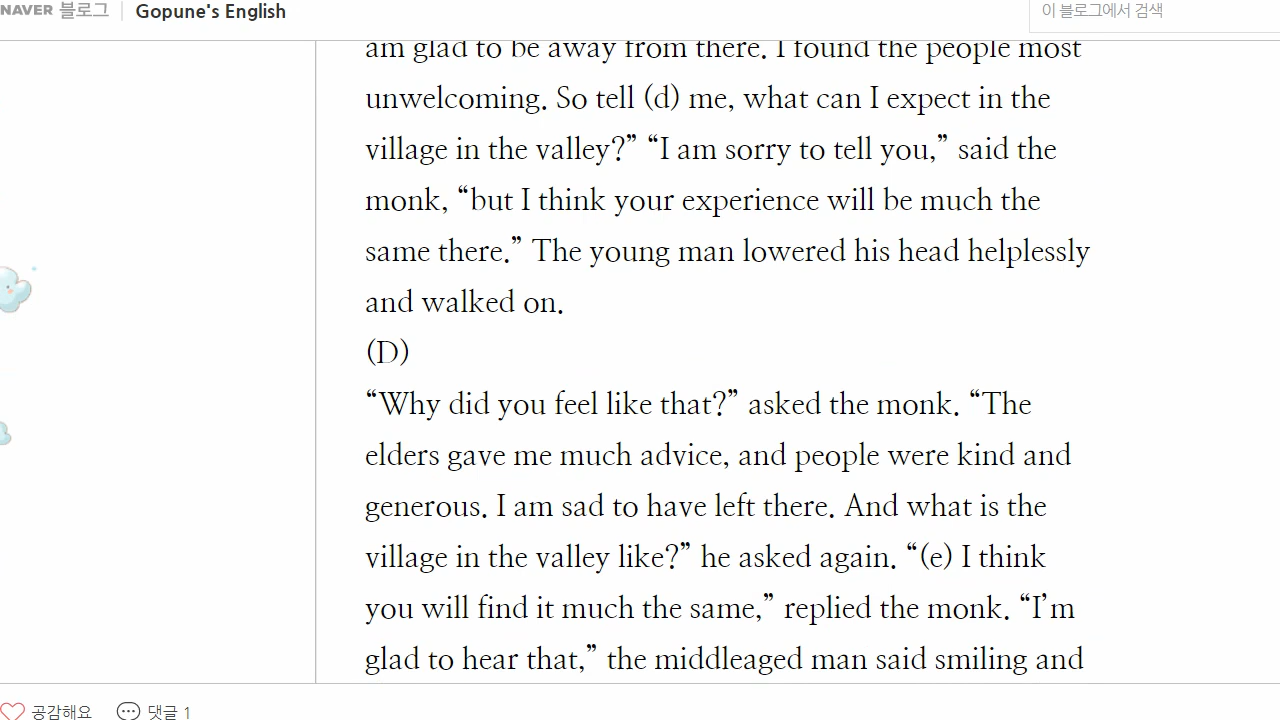 NAVER 블로그 Gopune's English 이 블로그에서 검색
am glad to be away from there. I found the people most
unwelcoming. So tell (d) me, what can I expect in the
village in the valley?” “I am sorry to tell you,” said the
monk, “but I think your experience will be much the
same there.” The young man lowered his head helplessly
and walked on.
(D)
“Why did you feel like that?” asked the monk. “The
elders gave me much advice, and people were kind and
generous. I am sad to have left there. And what is the
village in the valley like?” he asked again. “(e) I think
you will find it much the same,” replied the monk. “I’m
glad to hear that,” the middleaged man said smiling and
공감해요 댓글 1